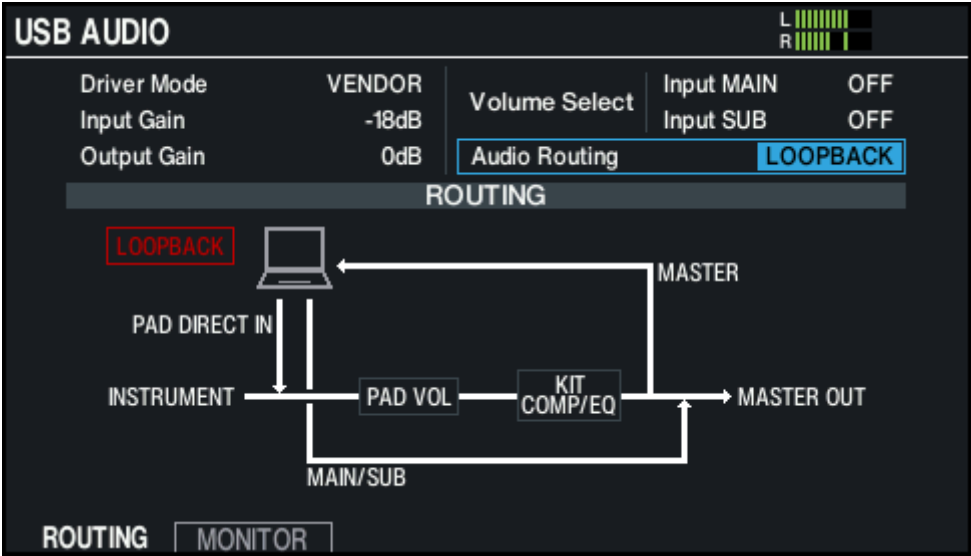 USB AUDIO
L
R
Driver Mode VENDOR
Input Gain -18dB
Output Gain 0dB
Volume Select
Input MAIN OFF
Input SUB OFF
Audio Routing LOOPBACK
ROUTING
LOOPBACK
MASTER
PAD DIRECT IN
INSTRUMENT
PAD VOL
KIT
COMP/EQ
MASTER OUT
MAIN/SUB
ROUTING MONITOR